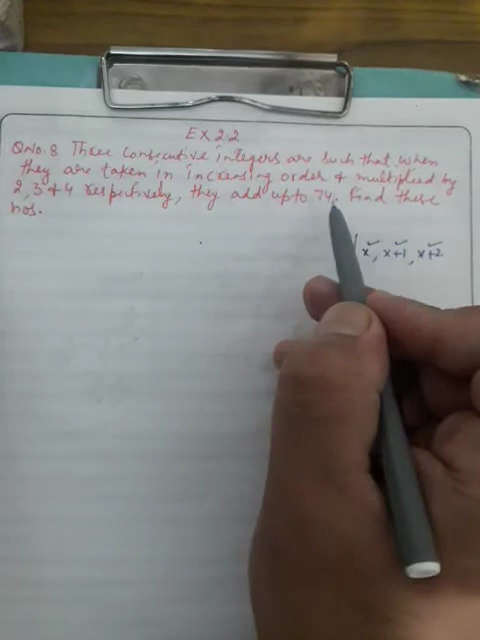 EX 2.2
QNO.8 Three consecutive integers are such that when
they are taken in increasing order & multiplied by
2, 3 & 4 respectively, they add up to 74. Find these
nos.
x, x+1, x+2